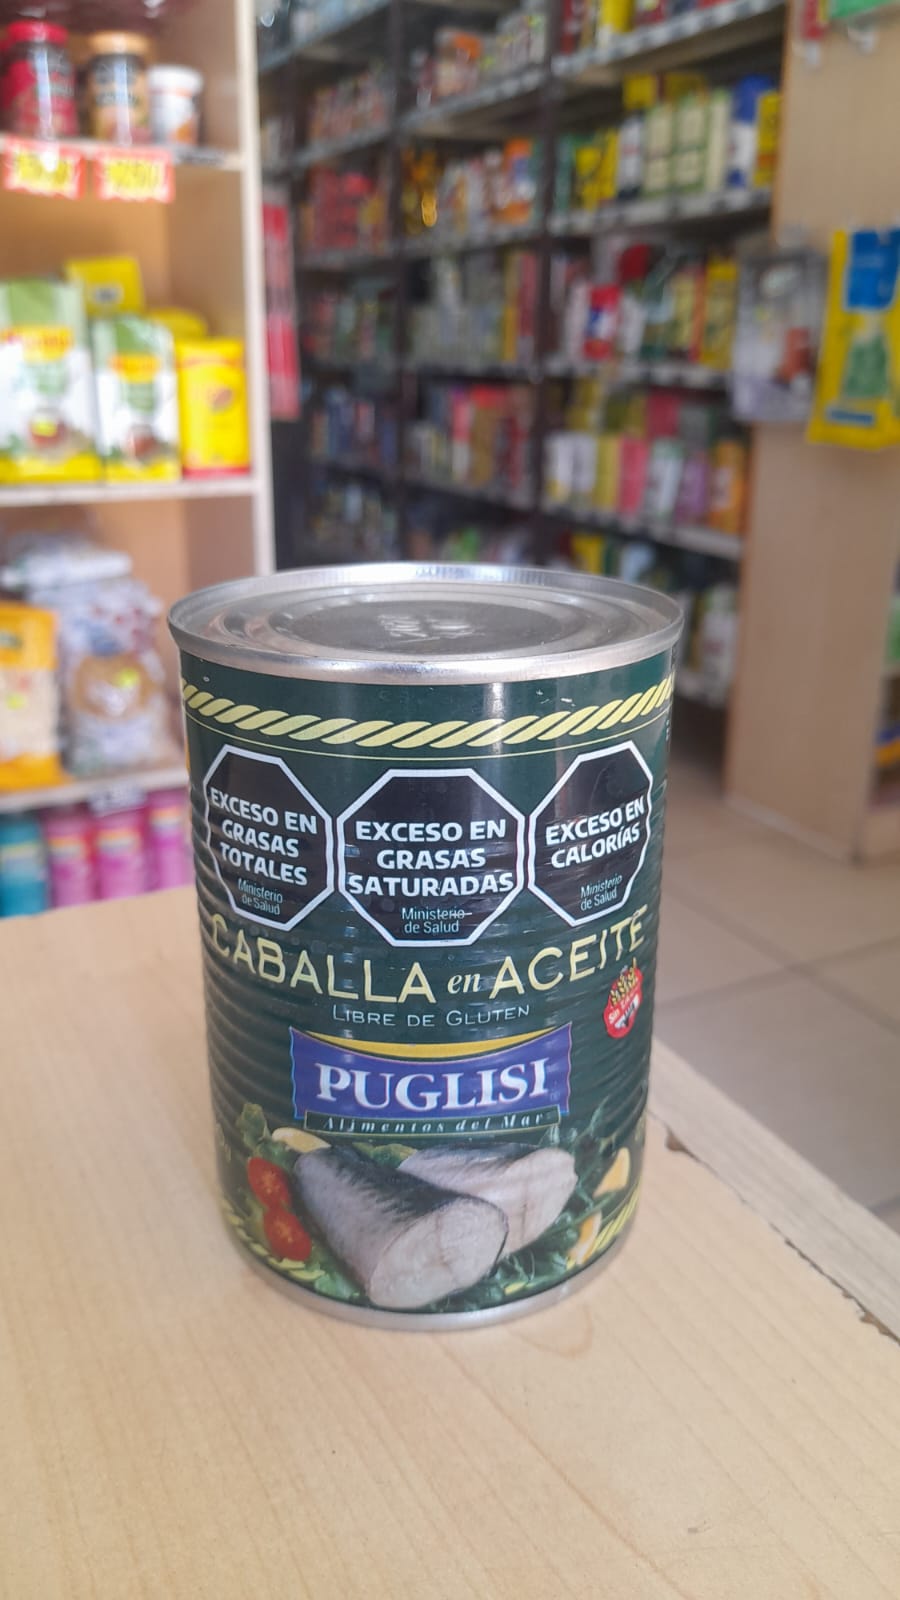 EXCESO EN
GRASAS
TOTALES
Ministerio
de Salud
EXCESO EN
GRASAS
SATURADAS
Ministerio
de Salud
EXCESO EN
CALORÍAS
Ministerio
de Salud
CABALLA en ACEITE
LIBRE DE GLUTEN
Sin
PUGLISI
Alimentos del Mar